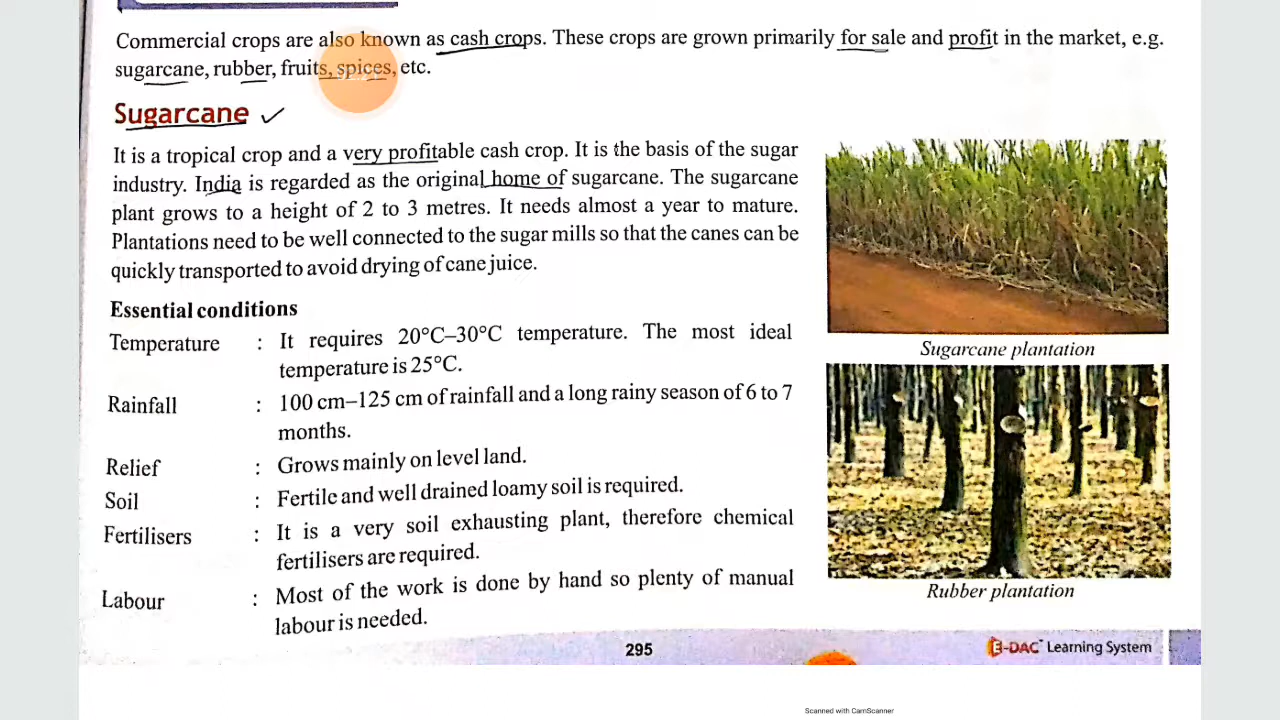 Commercial crops are also known as cash crops. These crops are grown primarily for sale and profit in the market, e.g.
sugarcane, rubber, fruits, spices, etc.
Sugarcane
It is a tropical crop and a very profitable cash crop. It is the basis of the sugar
industry. India is regarded as the original home of sugarcane. The sugarcane
plant grows to a height of 2 to 3 metres. It needs almost a year to mature.
Plantations need to be well connected to the sugar mills so that the canes can be
quickly transported to avoid drying of cane juice.
Essential conditions
Temperature : It requires 20°C–30°C temperature. The most ideal
temperature is 25°C.
Rainfall : 100 cm–125 cm of rainfall and a long rainy season of 6 to 7
months.
Relief : Grows mainly on level land.
Soil : Fertile and well drained loamy soil is required.
Fertilisers : It is a very soil exhausting plant, therefore chemical
fertilisers are required.
Labour : Most of the work is done by hand so plenty of manual
labour is needed.
Sugarcane plantation
Rubber plantation
295
E-DAC™ Learning System
Scanned with CamScanner